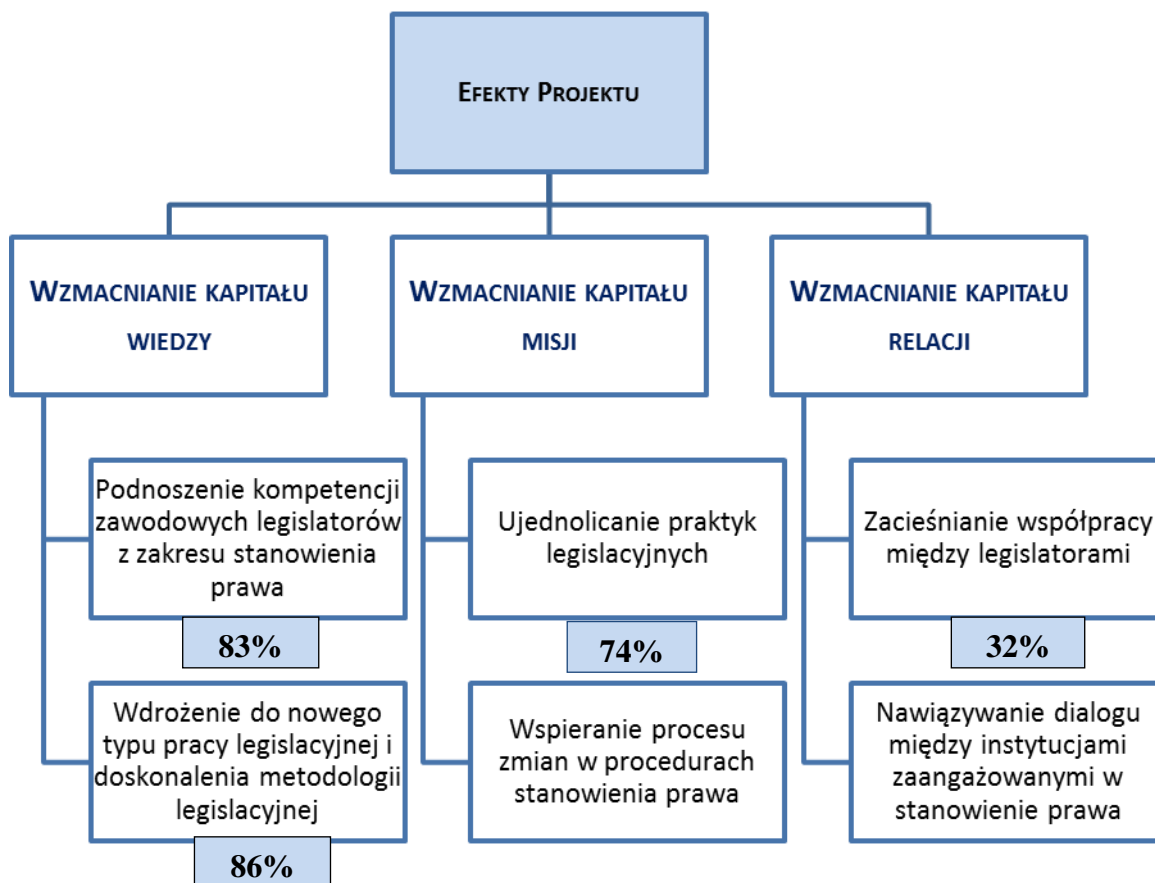 EFEKTY PROJEKTU
WZMACNIANIE KAPITAŁU
WIEDZY
Podnoszenie kompetencji
zawodowych legislatorów
z zakresu stanowienia
prawa
83%
Wdrożenie do nowego
typu pracy legislacyjnej i
doskonalenia metodologii
legislacyjnej
86%
WZMACNIANIE KAPITAŁU
MISJI
Ujednolicanie praktyk
legislacyjnych
74%
Wspieranie procesu
zmian w procedurach
stanowienia prawa
WZMACNIANIE KAPITAŁU
RELACJI
Zacieśnianie współpracy
między legislatorami
32%
Nawiązywanie dialogu
między instytucjami
zaangażowanymi w
stanowienie prawa